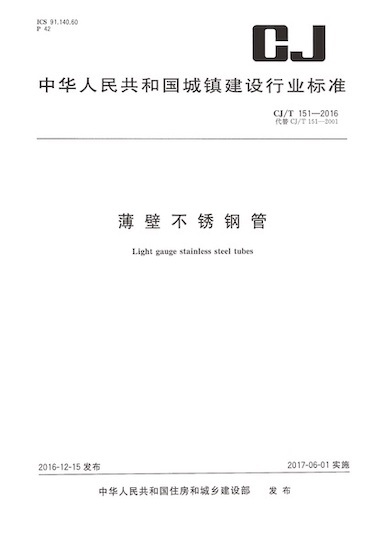 ICS 91.140.60
P 42
CJ
中华人民共和国城镇建设行业标准
CJ/T 151—2016
代替 CJ/T 151—2001
薄壁不锈钢管
Light gauge stainless steel tubes
2016-12-15 发布
2017-06-01 实施
中华人民共和国住房和城乡建设部 发布